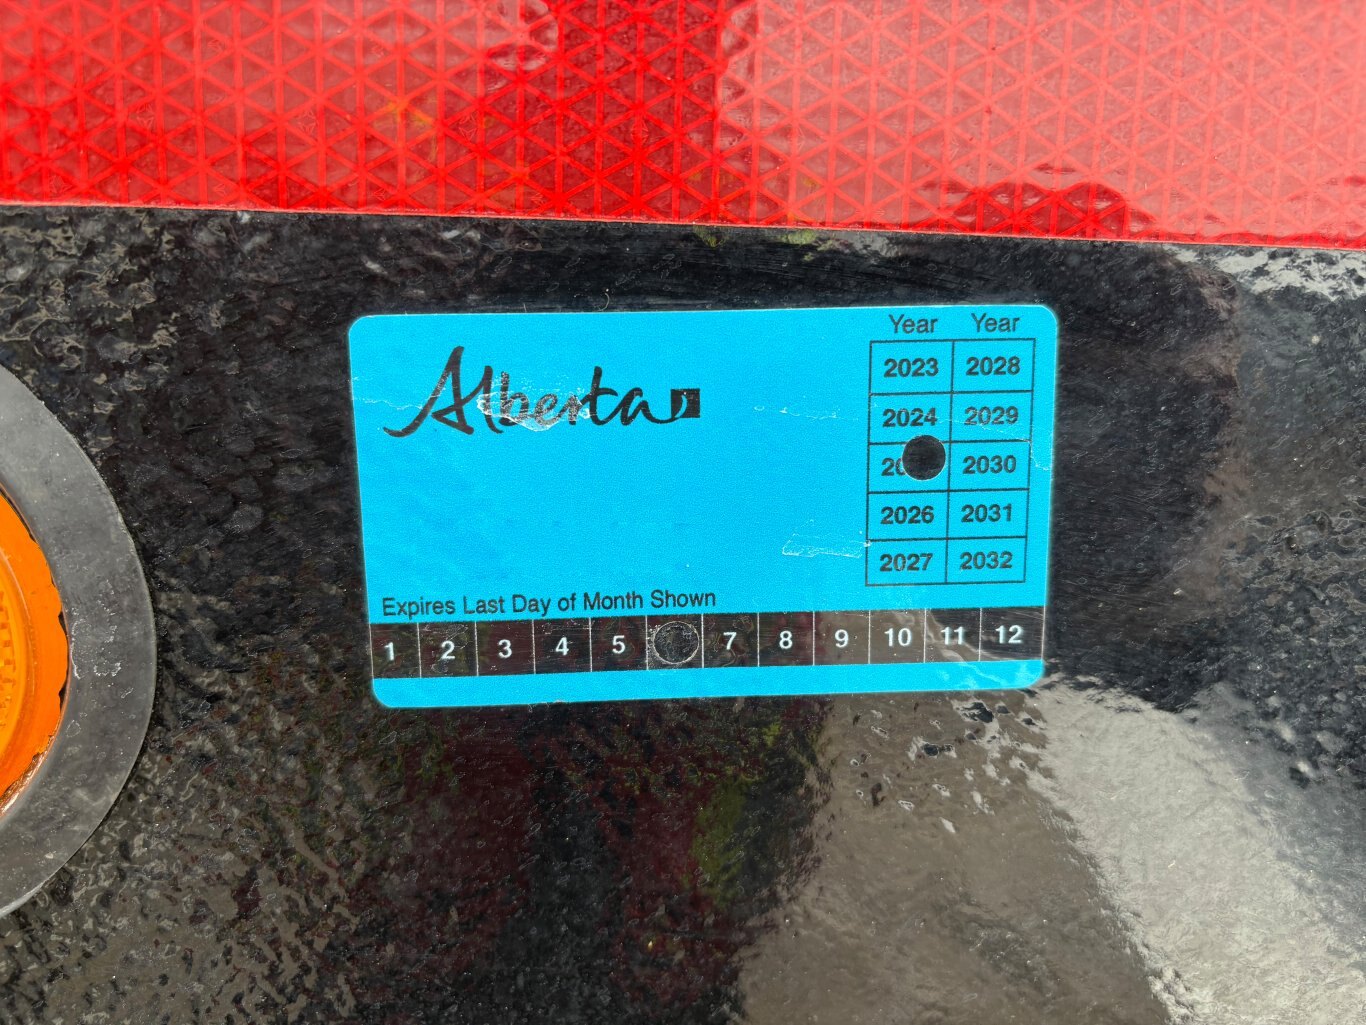 Alberta
Year Year
2023 2028
2024 2029
20 2030
2026 2031
2027 2032
Expires Last Day of Month Shown
1 2 3 4 5 7 8 9 10 11 12